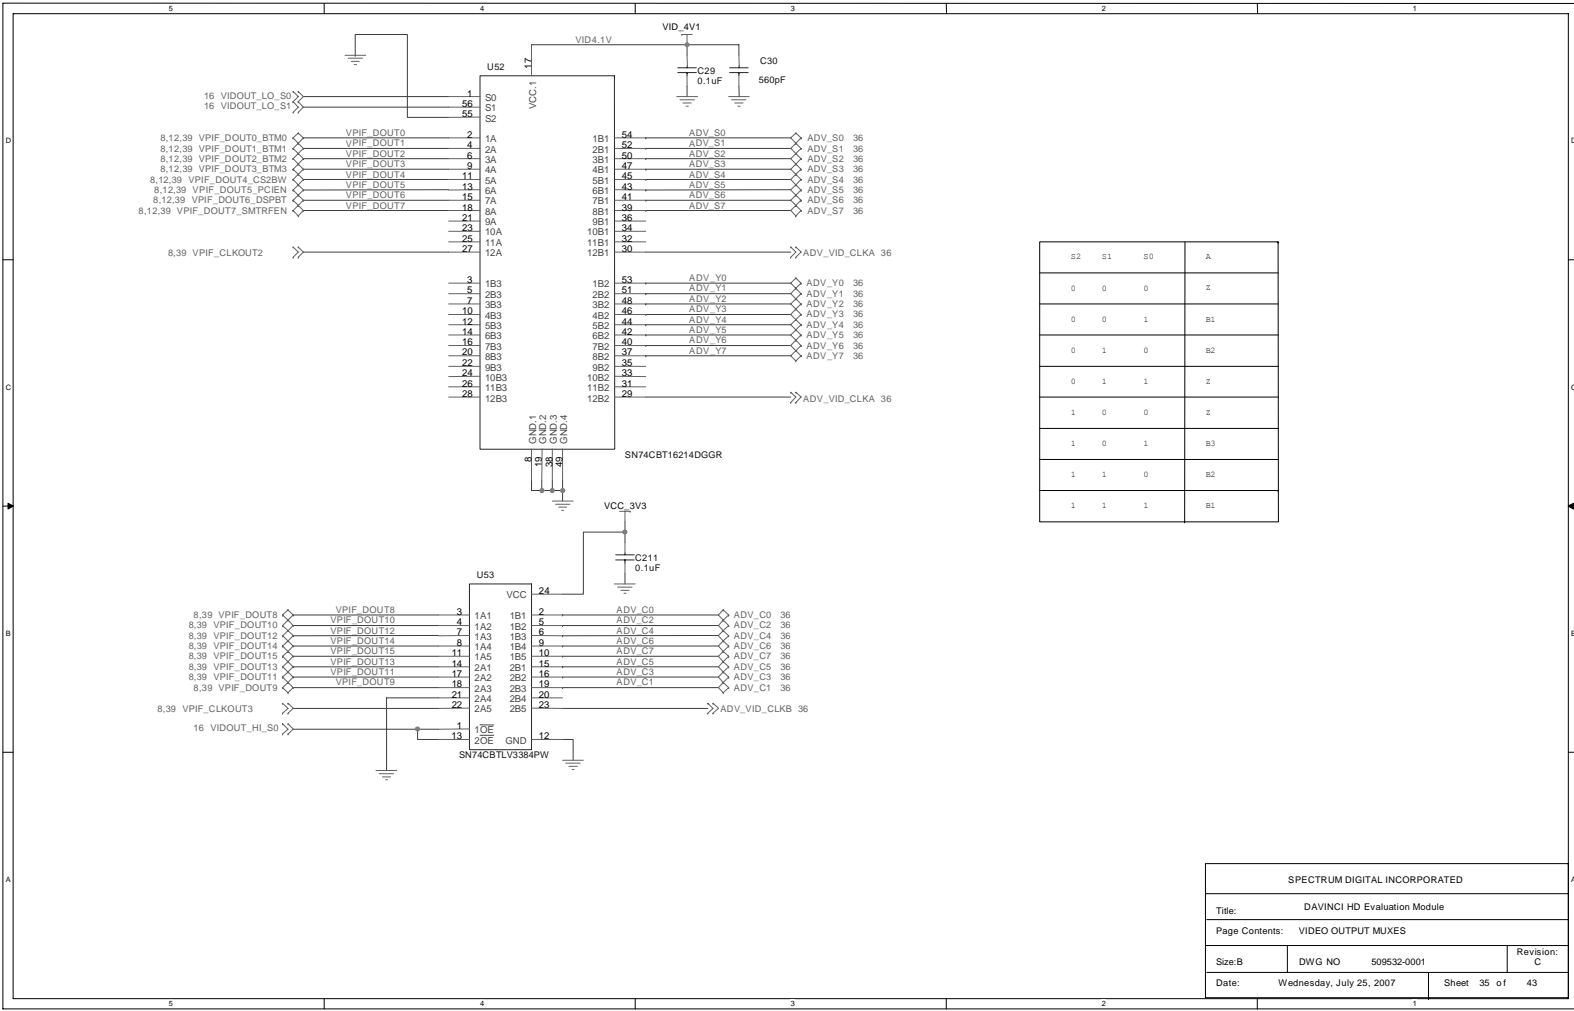 5 4 3 2 1
VID_4V1
VID4.1V
C29
0.1uF
C30
560pF
U52
17
VCC.1
16 VIDOUT_LO_S0 1 S0
16 VIDOUT_LO_S1 56 S1
55 S2
8,12,39 VPIF_DOUT0_BTM0 VPIF_DOUT0 2 1A 1B1 54 ADV_S0 ADV_S0 36
8,12,39 VPIF_DOUT1_BTM1 VPIF_DOUT1 4 2A 2B1 52 ADV_S1 ADV_S1 36
8,12,39 VPIF_DOUT2_BTM2 VPIF_DOUT2 6 3A 3B1 50 ADV_S2 ADV_S2 36
8,12,39 VPIF_DOUT3_BTM3 VPIF_DOUT3 9 4A 4B1 47 ADV_S3 ADV_S3 36
8,12,39 VPIF_DOUT4_CS2BW VPIF_DOUT4 11 5A 5B1 45 ADV_S4 ADV_S4 36
8,12,39 VPIF_DOUT5_PCIEN VPIF_DOUT5 13 6A 6B1 43 ADV_S5 ADV_S5 36
8,12,39 VPIF_DOUT6_DSPBT VPIF_DOUT6 15 7A 7B1 41 ADV_S6 ADV_S6 36
8,12,39 VPIF_DOUT7_SMTRFEN VPIF_DOUT7 18 8A 8B1 39 ADV_S7 ADV_S7 36
21 9A 9B1 36
23 10A 10B1 34
25 11A 11B1 32
8,39 VPIF_CLKOUT2 27 12A 12B1 30 ADV_VID_CLKA 36
3 1B3 1B2 53 ADV_Y0 ADV_Y0 36
5 2B3 2B2 51 ADV_Y1 ADV_Y1 36
7 3B3 3B2 48 ADV_Y2 ADV_Y2 36
10 4B3 4B2 46 ADV_Y3 ADV_Y3 36
12 5B3 5B2 44 ADV_Y4 ADV_Y4 36
14 6B3 6B2 42 ADV_Y5 ADV_Y5 36
16 7B3 7B2 40 ADV_Y6 ADV_Y6 36
20 8B3 8B2 37 ADV_Y7 ADV_Y7 36
22 9B3 9B2 35
24 10B3 10B2 33
26 11B3 11B2 31
28 12B3 12B2 29 ADV_VID_CLKA 36
GND.1 GND.2 GND.3 GND.4
8 19 38 49
SN74CBT16214DGGR
S2 S1 S0 A
0 0 0 Z
0 0 1 B1
0 1 0 B2
0 1 1 Z
1 0 0 Z
1 0 1 B3
1 1 0 B2
1 1 1 B1
VCC_3V3
C211
0.1uF
U53
VCC 24
8,39 VPIF_DOUT8 VPIF_DOUT8 3 1A1 1B1 2 ADV_C0 ADV_C0 36
8,39 VPIF_DOUT10 VPIF_DOUT10 4 1A2 1B2 5 ADV_C2 ADV_C2 36
8,39 VPIF_DOUT12 VPIF_DOUT12 7 1A3 1B3 6 ADV_C4 ADV_C4 36
8,39 VPIF_DOUT14 VPIF_DOUT14 8 1A4 1B4 9 ADV_C6 ADV_C6 36
8,39 VPIF_DOUT15 VPIF_DOUT15 11 1A5 1B5 10 ADV_C7 ADV_C7 36
8,39 VPIF_DOUT13 VPIF_DOUT13 14 2A1 2B1 15 ADV_C5 ADV_C5 36
8,39 VPIF_DOUT11 VPIF_DOUT11 17 2A2 2B2 16 ADV_C3 ADV_C3 36
8,39 VPIF_DOUT9 VPIF_DOUT9 18 2A3 2B3 19 ADV_C1 ADV_C1 36
21 2A4 2B4 20
8,39 VPIF_CLKOUT3 22 2A5 2B5 23 ADV_VID_CLKB 36
16 VIDOUT_HI_S0 1 1OE
13 2OE GND 12
SN74CBTLV3384PW
D D
C C
B B
A A
SPECTRUM DIGITAL INCORPORATED
Title: DAVINCI HD Evaluation Module
Page Contents: VIDEO OUTPUT MUXES
Size:B DWG NO 509532-0001 Revision: C
Date: Wednesday, July 25, 2007 Sheet 35 of 43
5 4 3 2 1